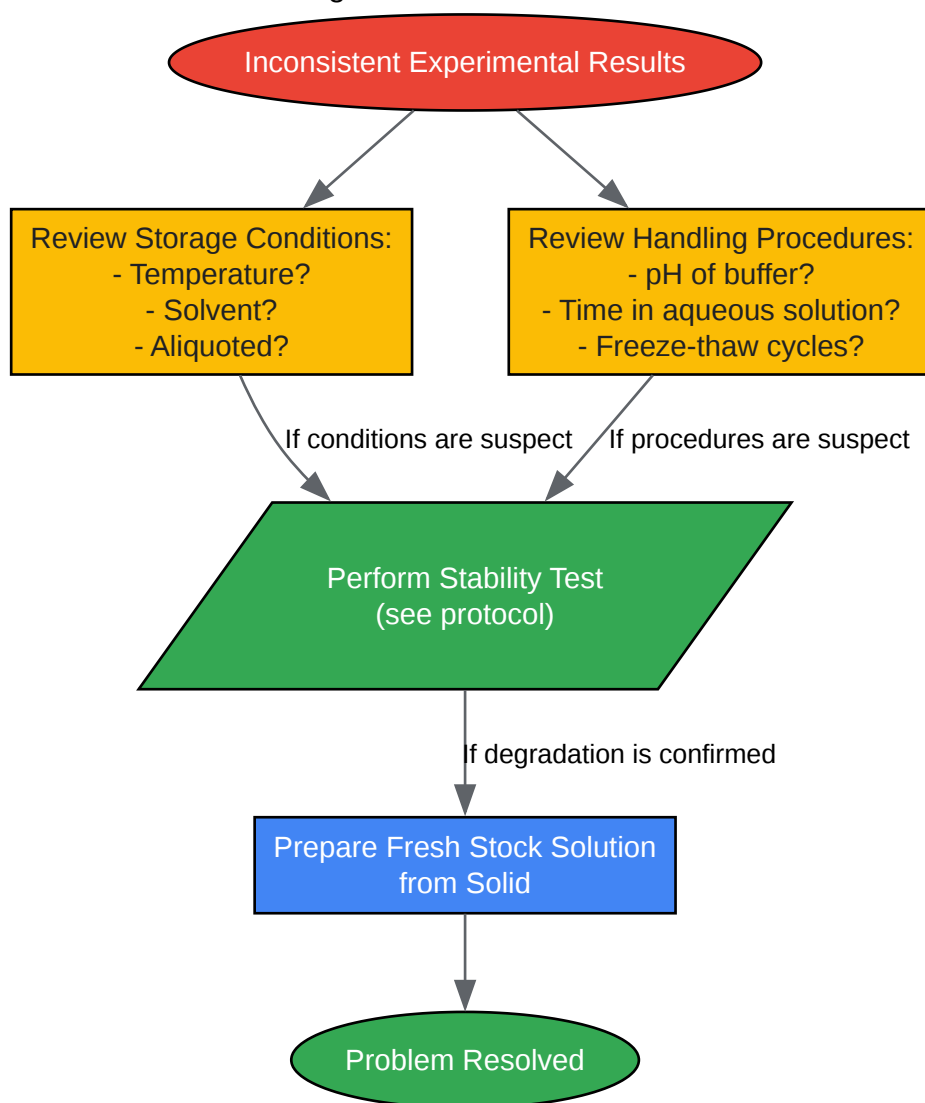 Inconsistent Experimental Results
Review Storage Conditions:
- Temperature?
- Solvent?
- Aliquoted?
Review Handling Procedures:
- pH of buffer?
- Time in aqueous solution?
- Freeze-thaw cycles?
If conditions are suspect
If procedures are suspect
Perform Stability Test
(see protocol)
If degradation is confirmed
Prepare Fresh Stock Solution
from Solid
Problem Resolved